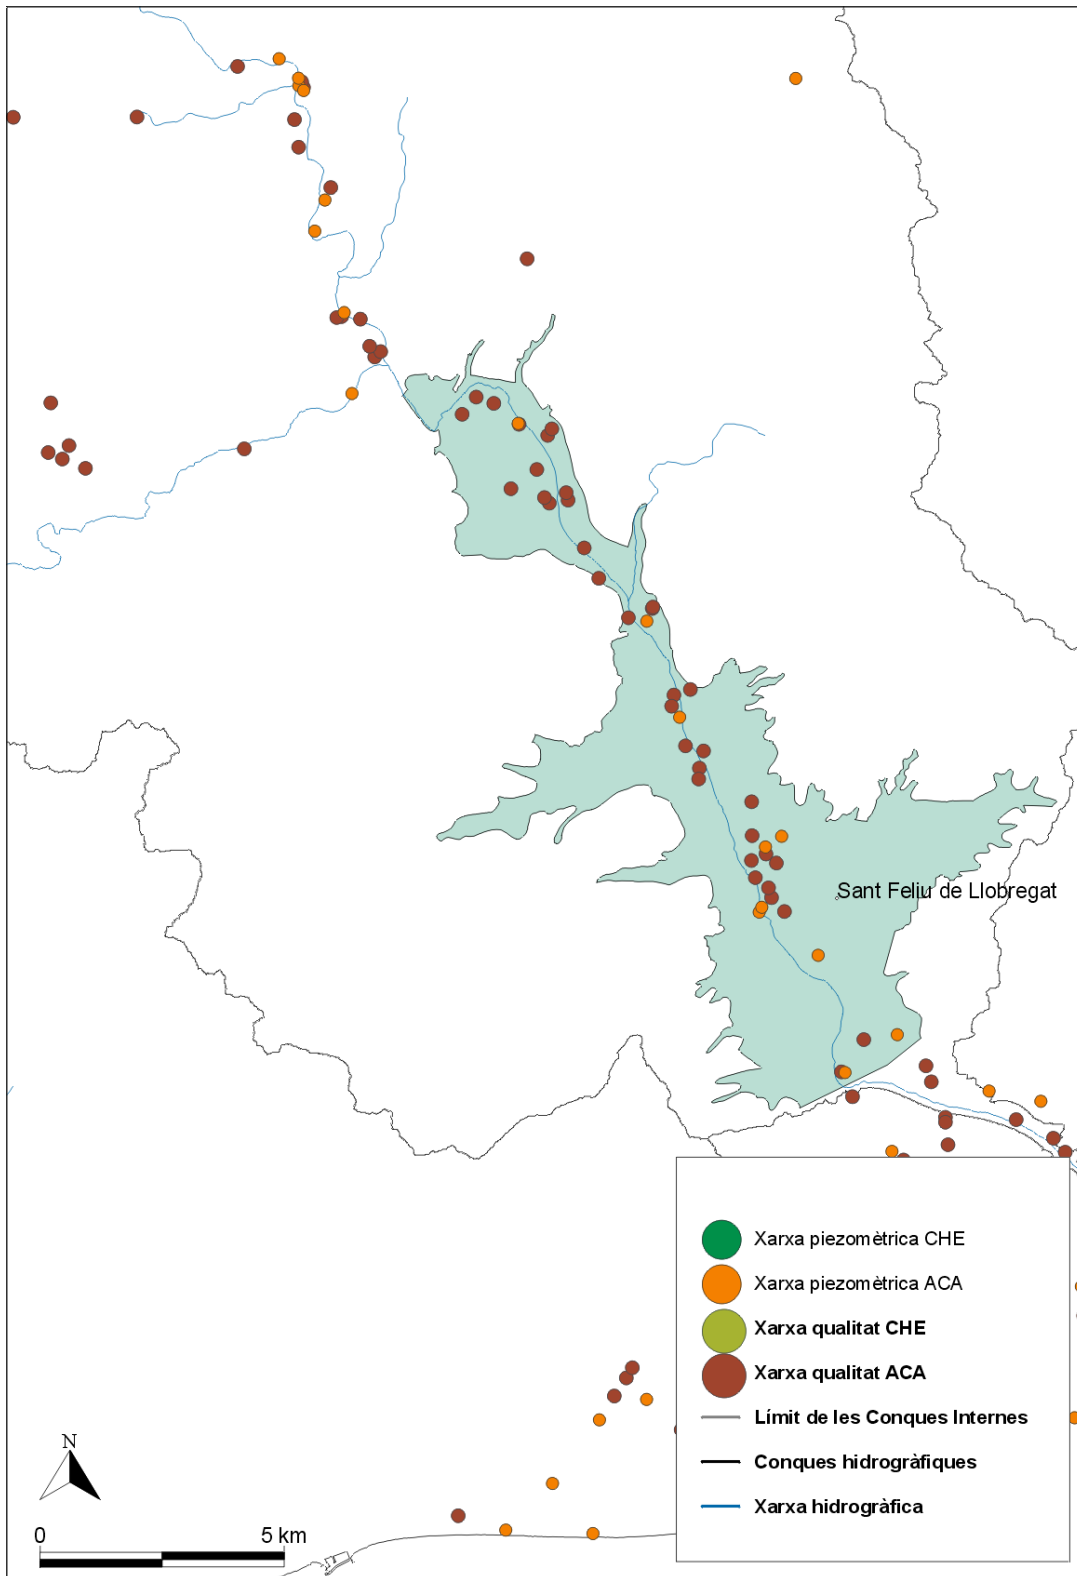 Sant Feliu de Llobregat
Xarxa piezomètrica CHE
Xarxa piezomètrica ACA
Xarxa qualitat CHE
Xarxa qualitat ACA
Límit de les Conques Internes
Conques hidrogràfiques
Xarxa hidrogràfica
N
0 5 km